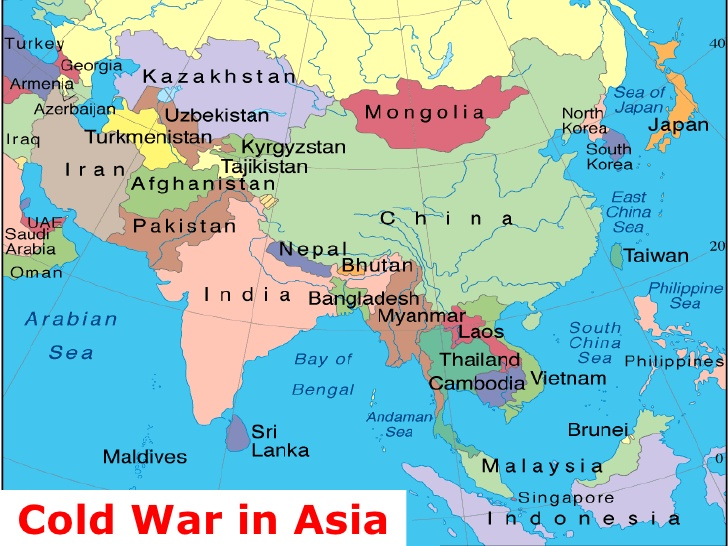 Turkey
Georgia
Armenia
Azerbaijan
Iraq
Kazakhstan
Uzbekistan
Turkmenistan
Kyrgyzstan
Tajikistan
Iran
Afghanistan
Pakistan
UAE
Saudi
Arabia
Oman
Mongolia
China
North
Korea
South
Korea
Sea of
Japan
Japan
40
East
China
Sea
20
Taiwan
Nepal
Bhutan
India
Bangladesh
Myanmar
Laos
Thailand
Cambodia
Vietnam
Philippine
Sea
South
China
Sea
Philippines
Arabian
Sea
Bay of
Bengal
Andaman
Sea
Sri
Lanka
Maldives
Brunei
0
Malaysia
Singapore
Indonesia
Cold War in Asia